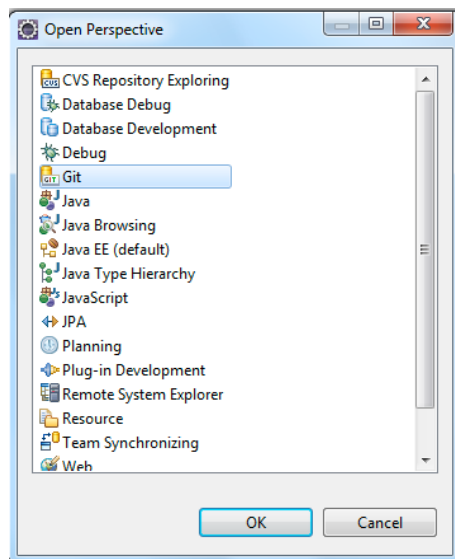 Open Perspective
CVS Repository Exploring
Database Debug
Database Development
Debug
Git
Java
Java Browsing
Java EE (default)
Java Type Hierarchy
JavaScript
JPA
Planning
Plug-in Development
Remote System Explorer
Resource
Team Synchronizing
Web
OK
Cancel